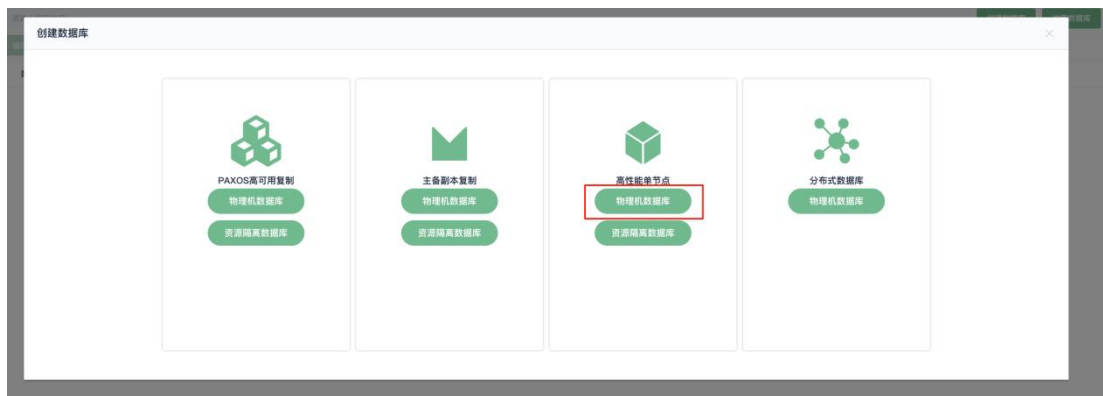 创建数据库
PAXOS高可用复制
物理机数据库
资源隔离数据库
主备副本复制
物理机数据库
资源隔离数据库
高性能单节点
物理机数据库
资源隔离数据库
分布式数据库
物理机数据库